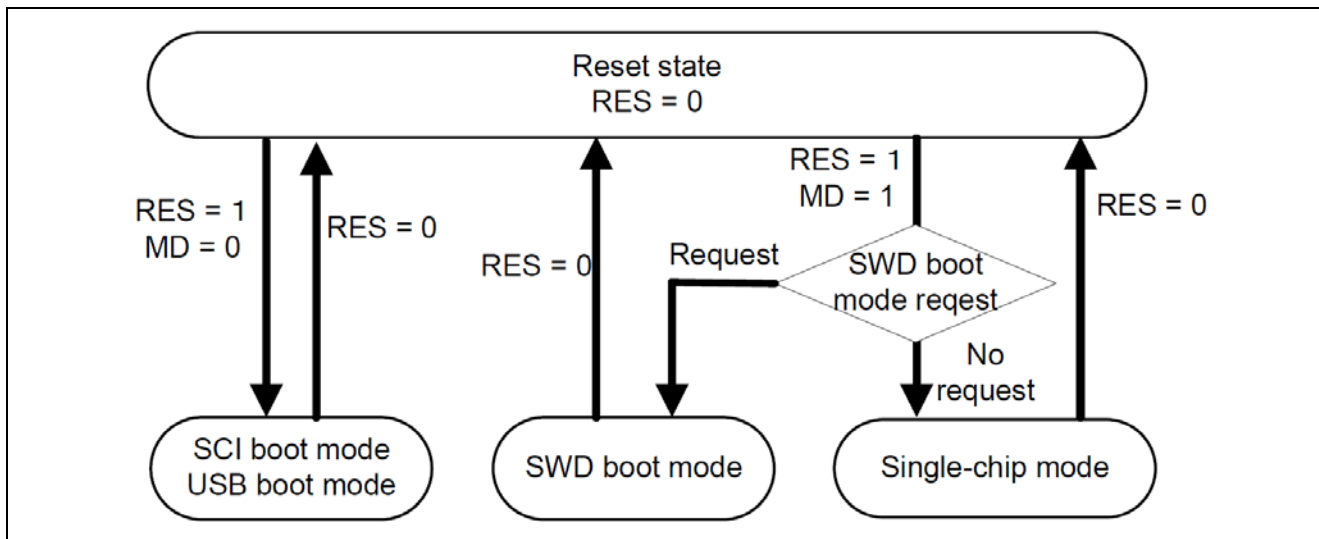 Reset state
RES = 0
RES = 1
MD = 0
RES = 0
RES = 0
RES = 1
MD = 1
RES = 0
Request
SWD boot
mode reqest
No
request
SCI boot mode
USB boot mode
SWD boot mode
Single-chip mode